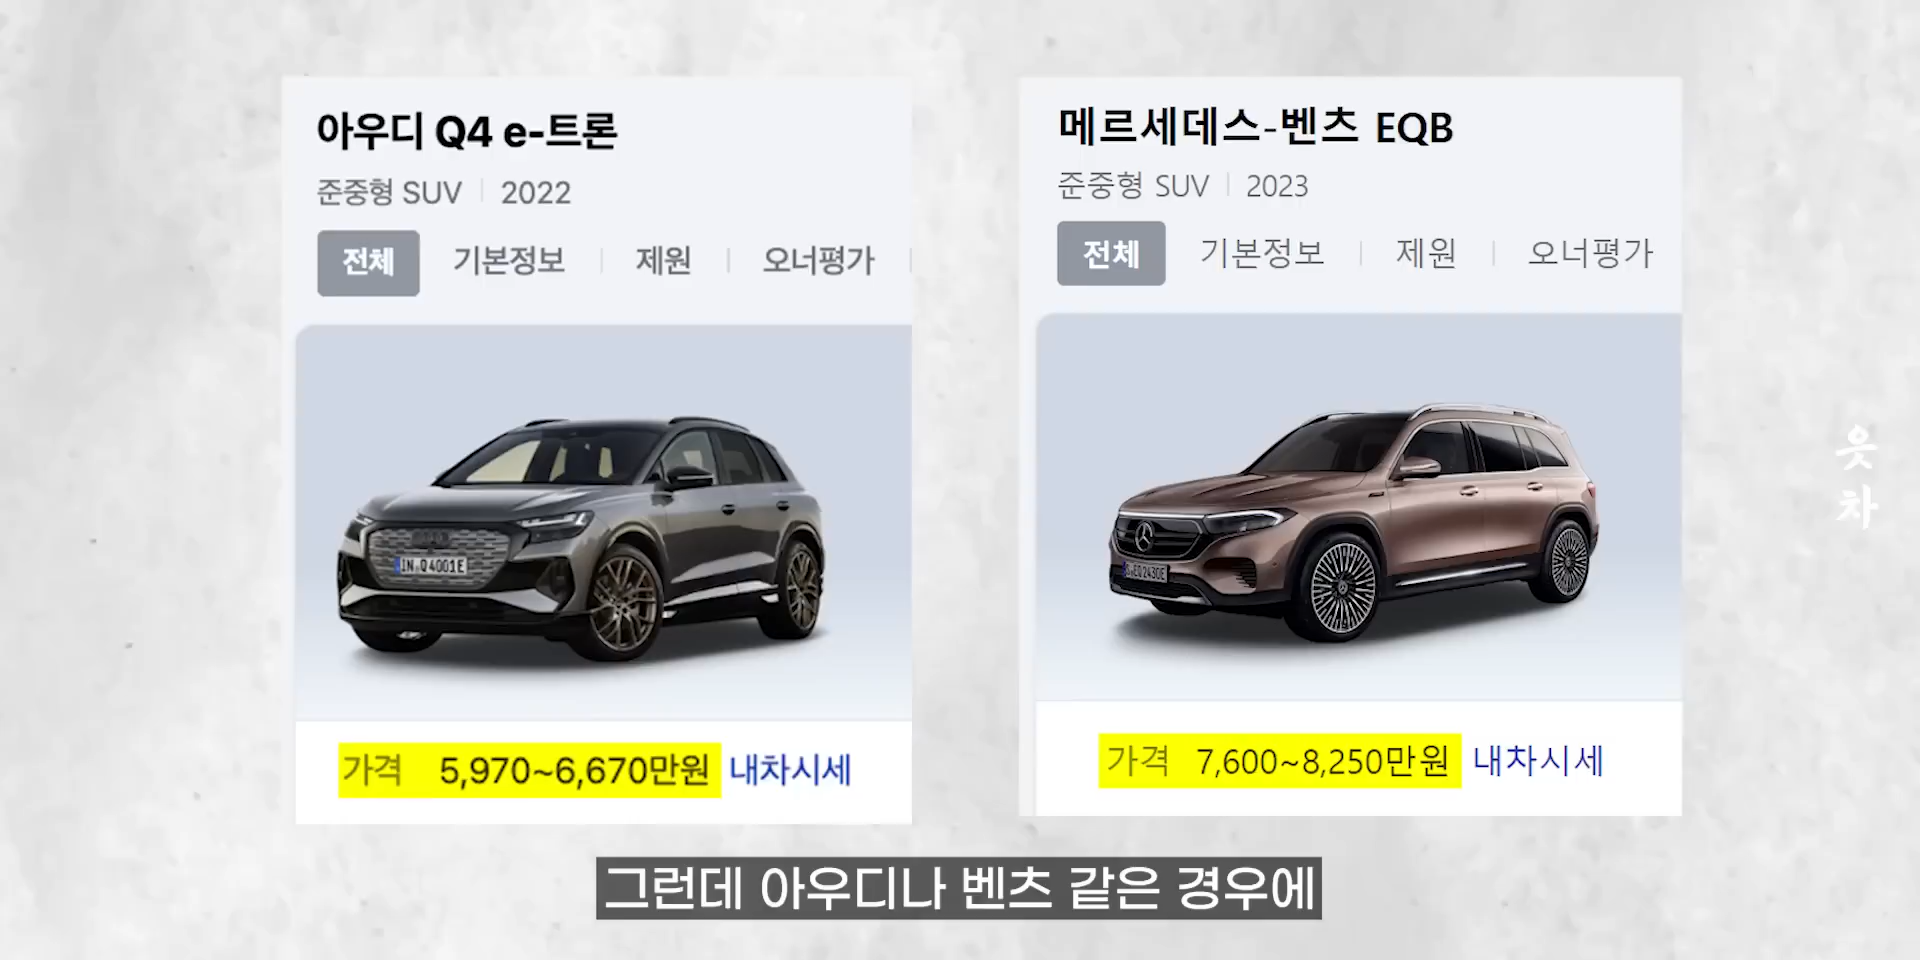 아우디 Q4 e-트론
준중형 SUV 2022
전체 기본정보 제원 오너평가
IN Q4001E
가격 5,970~6,670만원 내차시세
메르세데스-벤츠 EQB
준중형 SUV 2023
전체 기본정보 제원 오너평가
가격 7,600~8,250만원 내차시세
읏
차
그런데 아우디나 벤츠 같은 경우에